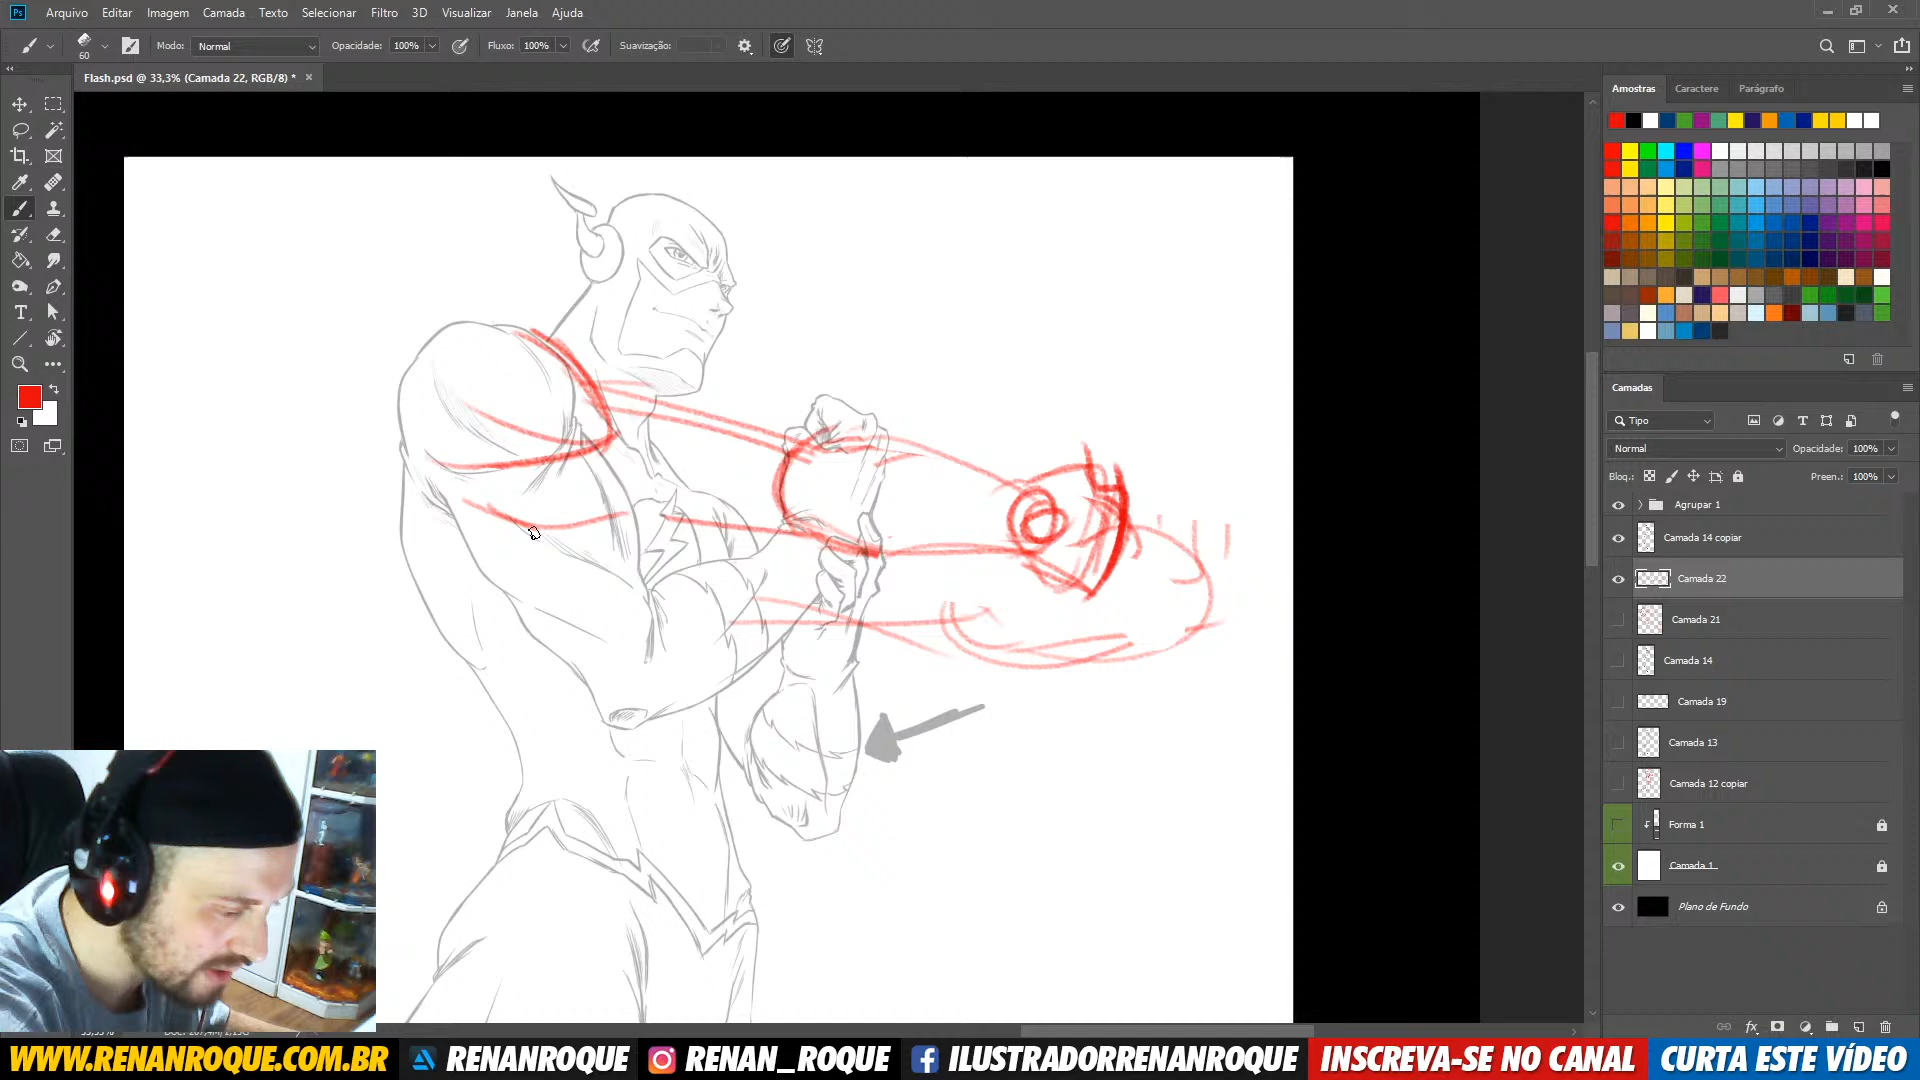 Ps Arquivo Editar Imagem Camada Texto Selecionar Filtro 3D Visualizar Janela Ajuda
60 Modo: Normal Opacidade: 100% Fluxo: 100% Suavização:
Flash.psd @ 33,3% (Camada 22, RGB/8) * ×
Amostras Caractere Parágrafo
Camadas
Tipo
Normal Opacidade: 100%
Bloq.: Preen.: 100%
Agrupar 1
Camada 14 copiar
Camada 22
Camada 21
Camada 14
Camada 19
Camada 13
Camada 12 copiar
Forma 1
Camada 1
Plano de Fundo
WWW.RENANROQUE.COM.BR RENANROQUE RENAN_ROQUE ILUSTRADORRENANROQUE INSCREVA-SE NO CANAL CURTA ESTE VÍDEO